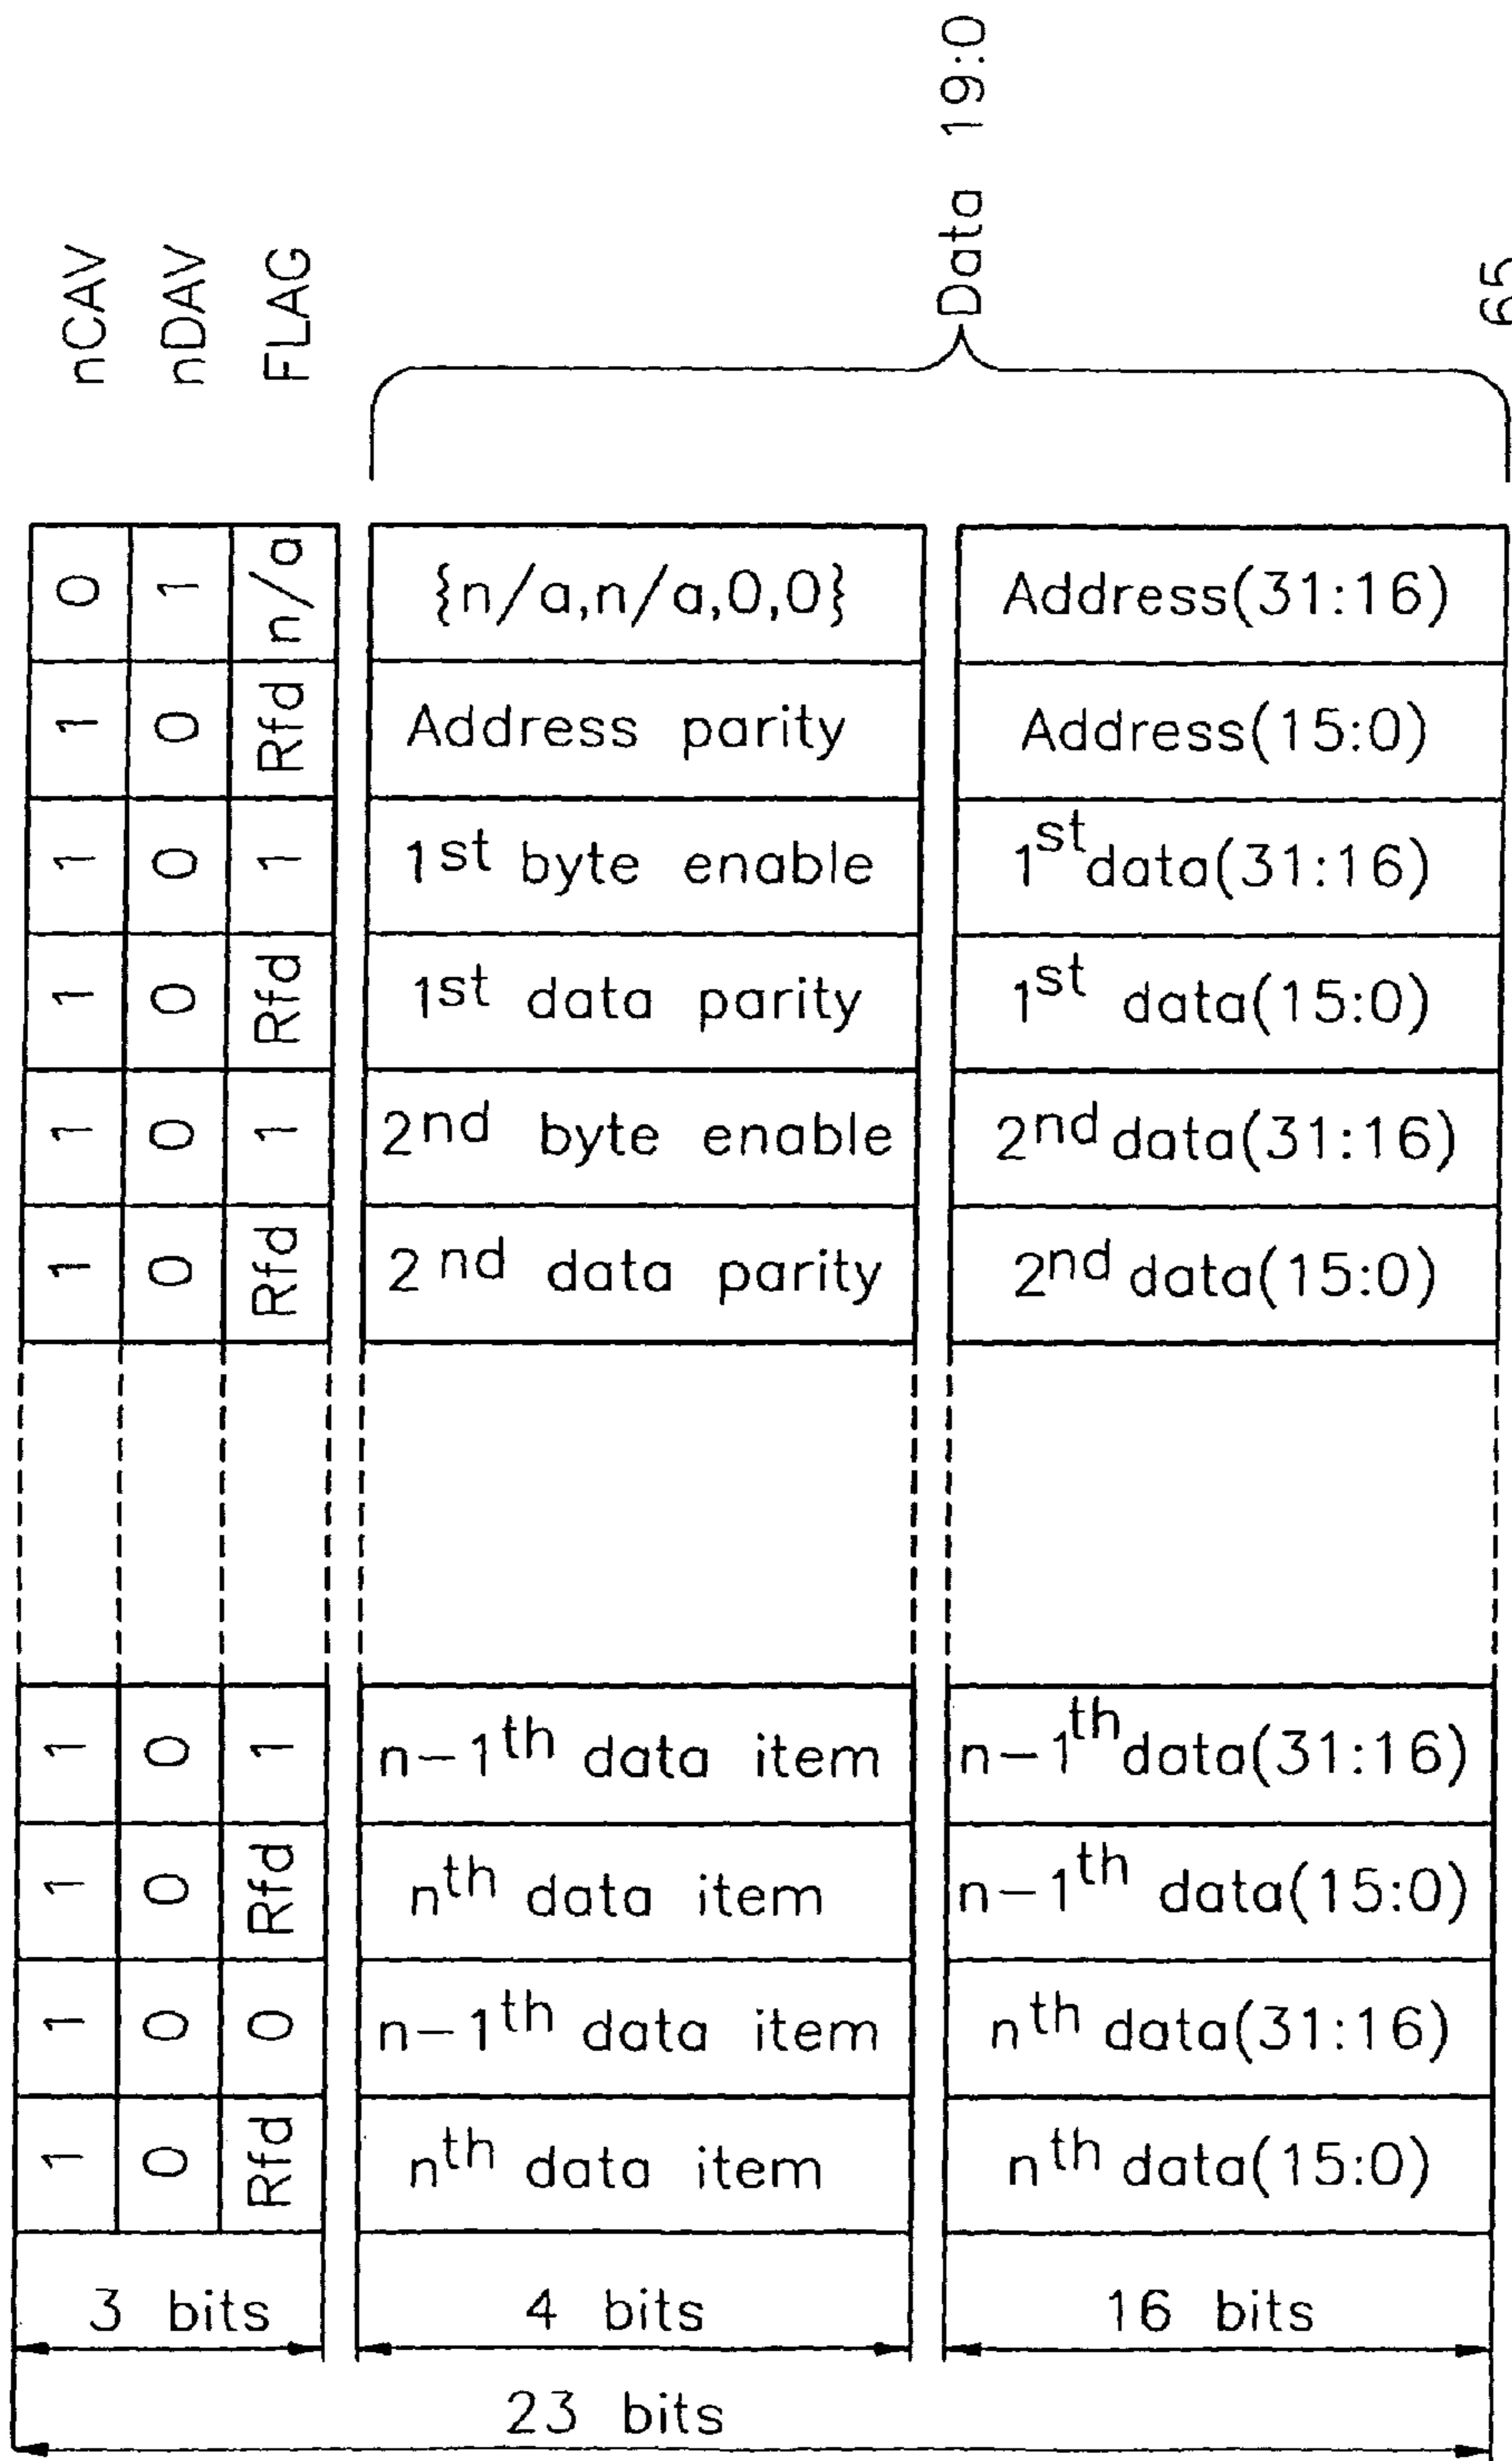 nCAV
nDAV
FLAG
Data 19:0
65
0 1 n/a {n/a,n/a,0,0} Address(31:16)
1 0 Rfd Address parity Address(15:0)
1 0 1 1st byte enable 1st data(31:16)
1 0 Rfd 1st data parity 1st data(15:0)
1 0 1 2nd byte enable 2nd data(31:16)
1 0 Rfd 2nd data parity 2nd data(15:0)
1 0 1 n-1th data item n-1th data(31:16)
1 0 Rfd nth data item n-1th data(15:0)
1 0 0 n-1th data item nth data(31:16)
1 0 Rfd nth data item nth data(15:0)
3 bits 4 bits 16 bits
23 bits